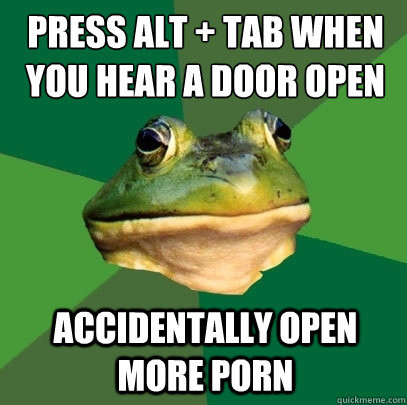 PRESS ALT + TAB WHEN
YOU HEAR A DOOR OPEN
ACCIDENTALLY OPEN
MORE PORN
quickmeme.com